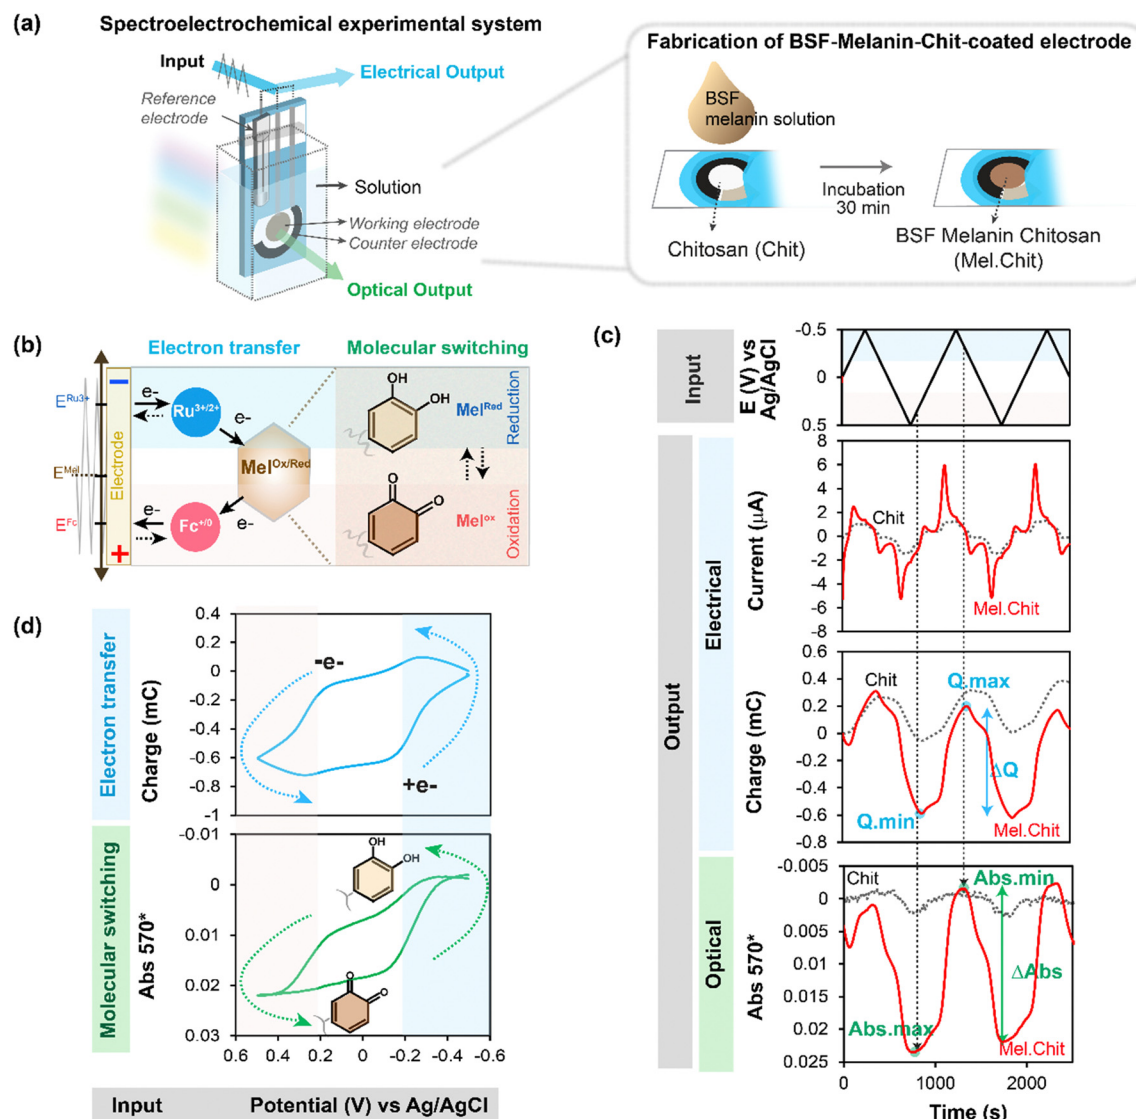 (a)
Spectroelectrochemical experimental system
Input
Electrical Output
Reference
electrode
Solution
Working electrode
Counter electrode
Optical Output
Fabrication of BSF-Melanin-Chit-coated electrode
BSF
melanin solution
Incubation
30 min
Chitosan (Chit)
BSF Melanin Chitosan
(Mel.Chit)
(b)
Electron transfer
Molecular switching
E^Ru3+
E^Mel
E^Fc
−
+
Electrode
e-
e-
Ru^3+/2+
Mel^Ox/Red
e-
e-
Fc^+/0
OH
OH
Mel^Red
Reduction
O
O
Mel^ox
Oxidation
(c)
Input
E (V) vs
Ag/AgCl
-0.5
0
0.5
Output
Electrical
Current (µA)
8
6
4
2
0
-2
-4
-6
-8
Chit
Mel.Chit
Charge (mC)
0.6
0.4
0.2
0
-0.2
-0.4
-0.6
-0.8
Chit
Q.max
ΔQ
Q.min
Mel.Chit
Optical
Abs 570*
-0.005
0
0.005
0.01
0.015
0.02
0.025
Chit
Abs.min
ΔAbs
Abs.max
Mel.Chit
0
1000
2000
Time (s)
(d)
Electron transfer
Charge (mC)
0.4
0.2
0
-0.2
-0.4
-0.6
-0.8
-1
-e-
+e-
Molecular switching
Abs 570*
-0.01
0
0.01
0.02
0.03
OH
OH
O
O
0.6
0.4
0.2
0
-0.2
-0.4
-0.6
Input
Potential (V) vs Ag/AgCl